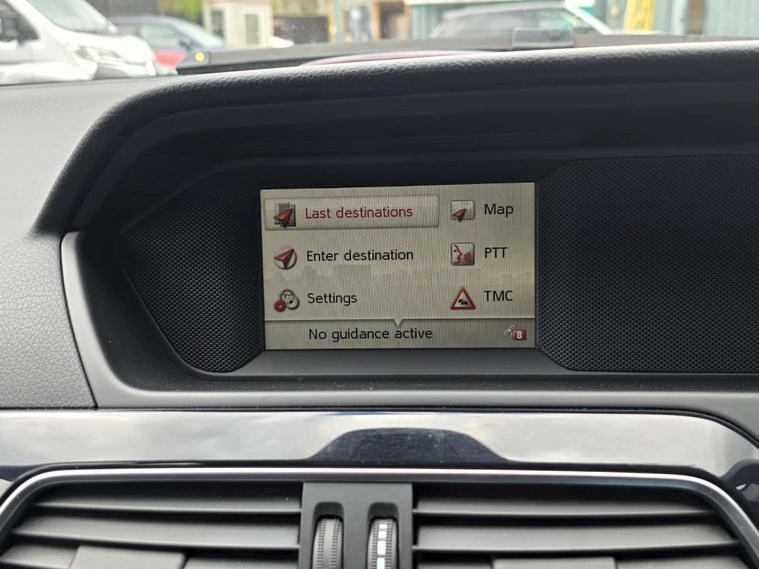 Last destinations
Map
Enter destination
PTT
Settings
TMC
No guidance active
8